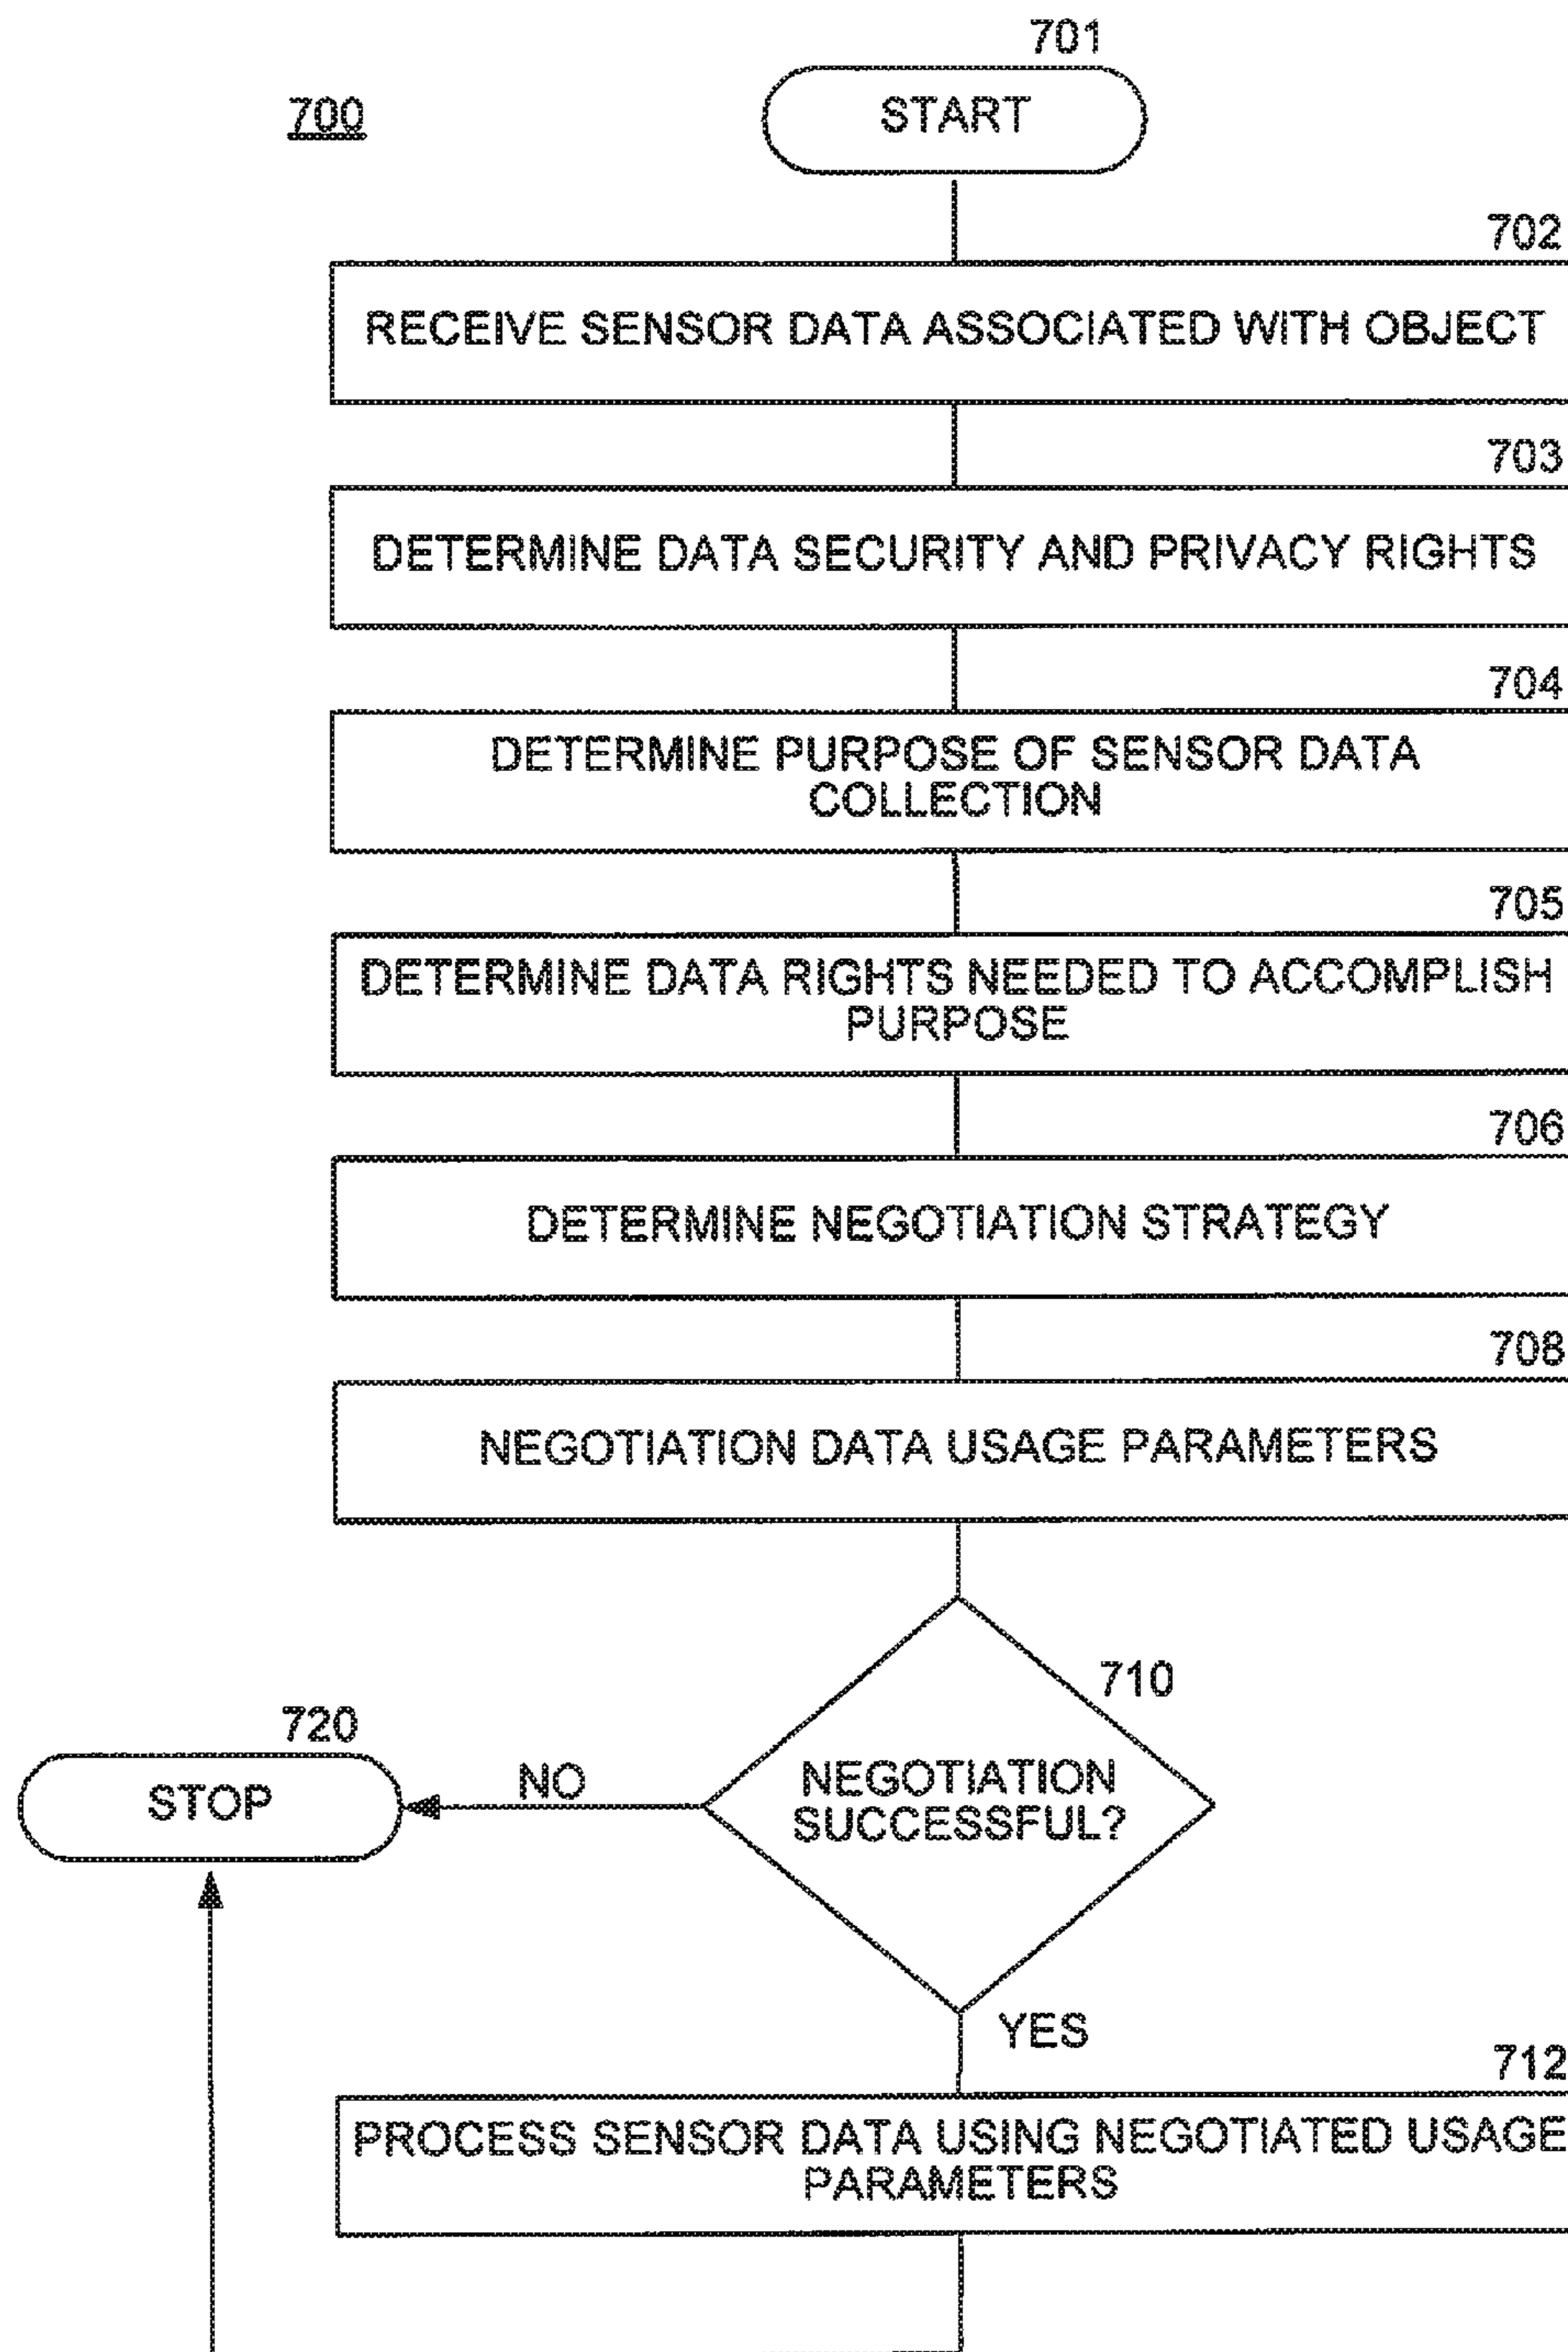 701
700
START
702
RECEIVE SENSOR DATA ASSOCIATED WITH OBJECT
703
DETERMINE DATA SECURITY AND PRIVACY RIGHTS
704
DETERMINE PURPOSE OF SENSOR DATA
COLLECTION
705
DETERMINE DATA RIGHTS NEEDED TO ACCOMPLISH
PURPOSE
706
DETERMINE NEGOTIATION STRATEGY
708
NEGOTIATION DATA USAGE PARAMETERS
710
720
NEGOTIATION
SUCCESSFUL?
NO
STOP
YES
712
PROCESS SENSOR DATA USING NEGOTIATED USAGE
PARAMETERS